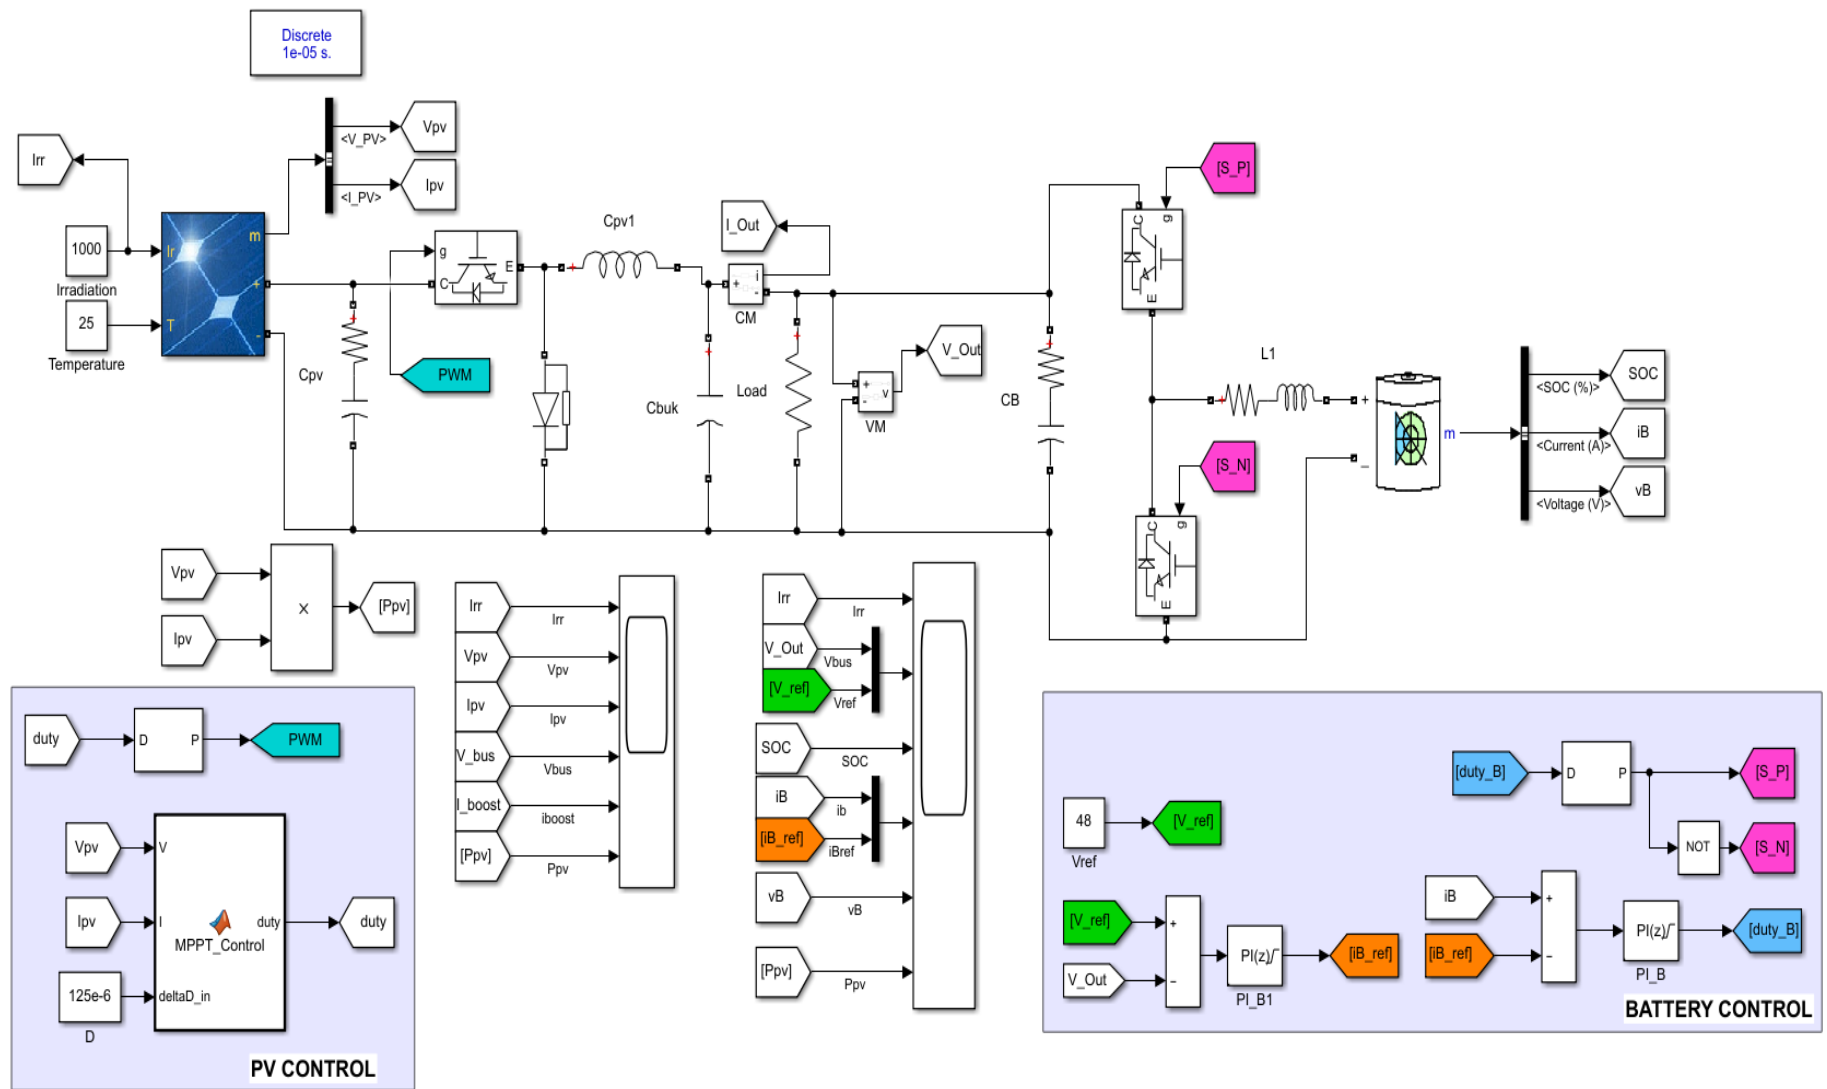 Discrete
1e-05 s.
Irr
<V_PV>
Vpv
<I_PV>
Ipv
1000
Irradiation
25
Temperature
Ir
T
m
+
-
Cpv
PWM
g
C
E
Cpv1
I_Out
+
i
-
CM
Cbuk
Load
+
-
v
VM
V_Out
CB
[S_P]
C
g
E
[S_N]
C
g
E
L1
+
_
m
<SOC (%)>
SOC
<Current (A)>
iB
<Voltage (V)>
vB
Vpv
Ipv
×
[Ppv]
Irr
Irr
Vpv
Vpv
Ipv
Ipv
V_bus
Vbus
I_boost
iboost
[Ppv]
Ppv
Irr
Irr
V_Out
Vbus
[V_ref]
Vref
SOC
SOC
iB
ib
[iB_ref]
iBref
vB
vB
[Ppv]
Ppv
duty
D
P
PWM
Vpv
V
Ipv
I
duty
duty
MPPT_Control
125e-6
deltaD_in
D
PV CONTROL
[duty_B]
D
P
[S_P]
NOT
[S_N]
48
Vref
[V_ref]
[V_ref]
+
V_Out
−
PI(z)
PI_B1
[iB_ref]
iB
+
[iB_ref]
−
PI(z)
PI_B
[duty_B]
BATTERY CONTROL